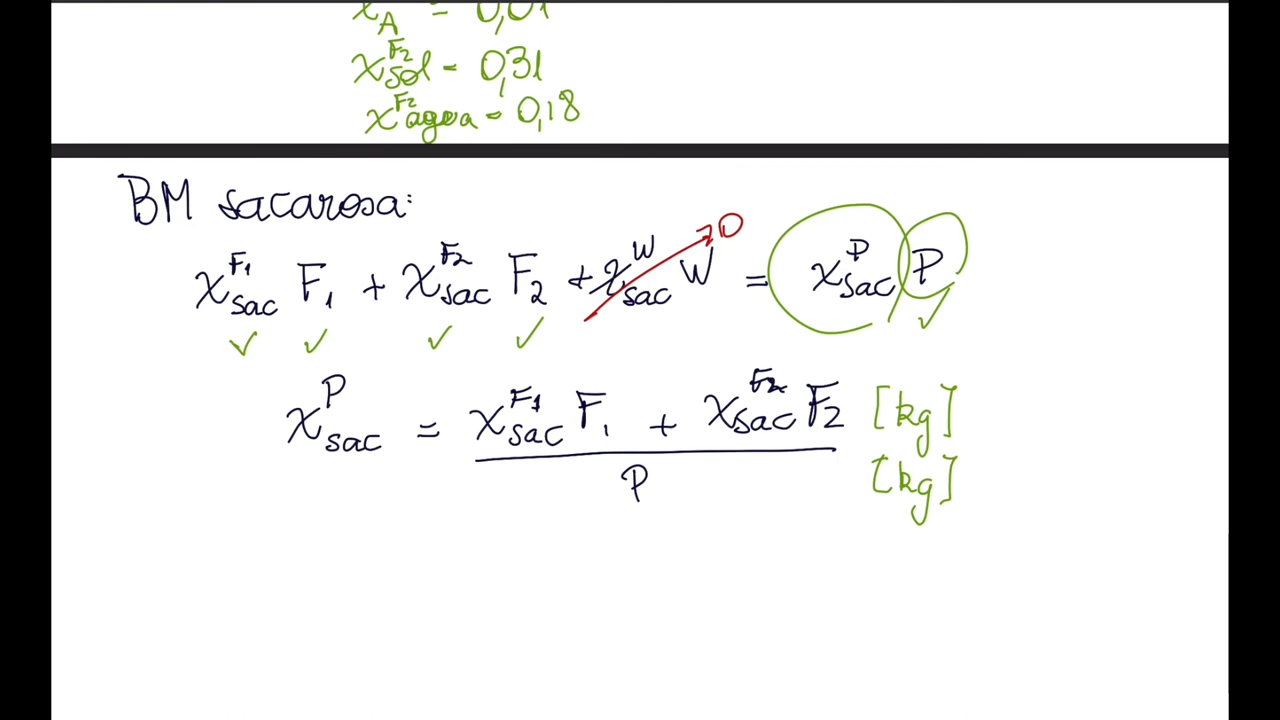 x_A = 0,01
x^F2_sol = 0,31
x^F2_água = 0,18
BM sacarosa:
x^F1_sac F1 + x^F2_sac F2 + x^W_sac W → 0 = x^P_sac P
✓ ✓ ✓ ✓ ✓
x^P_sac = x^F1_sac F1 + x^F2_sac F2 [kg]
P [kg]